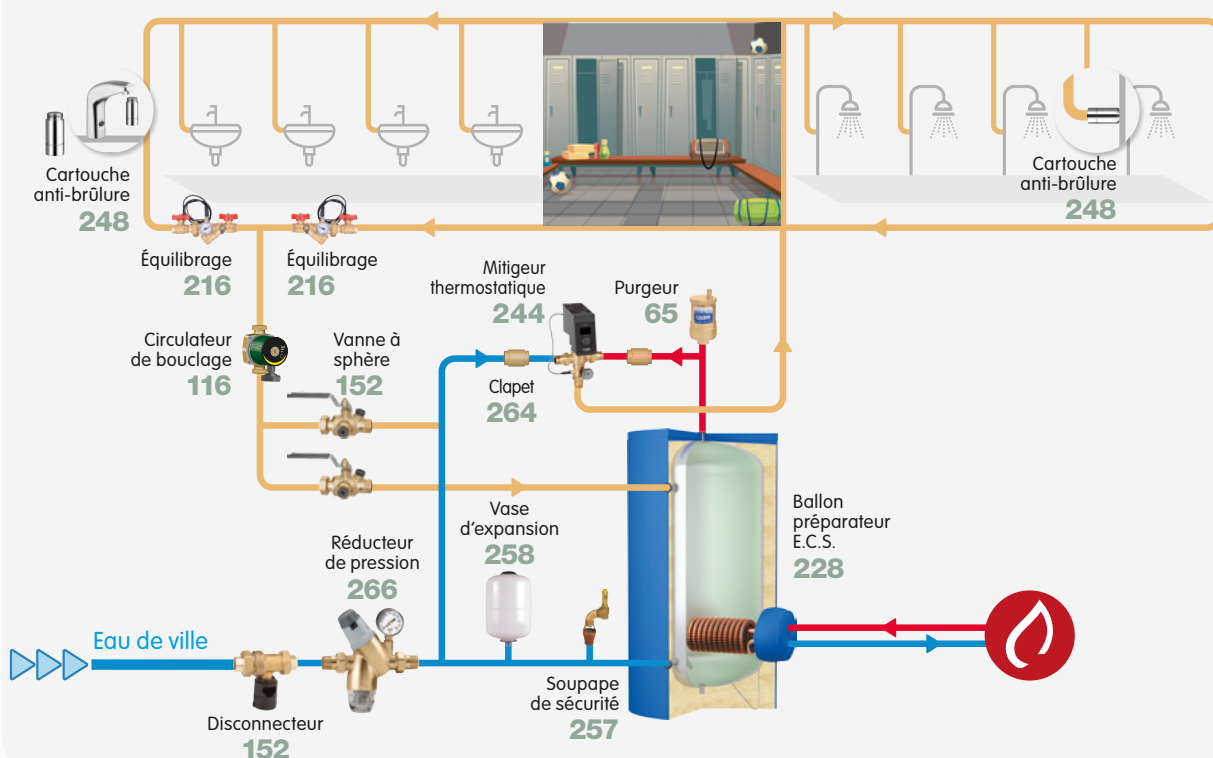 Cartouche
anti-brûlure
248
Cartouche
anti-brûlure
248
Équilibrage
216
Équilibrage
216
Mitigeur
thermostatique
244
Purgeur
65
Circulateur
de bouclage
116
Vanne à
sphère
152
Clapet
264
Vase
d'expansion
258
Ballon
préparateur
E.C.S.
228
Réducteur
de pression
266
Eau de ville
Soupape
de sécurité
257
Disconnecteur
152